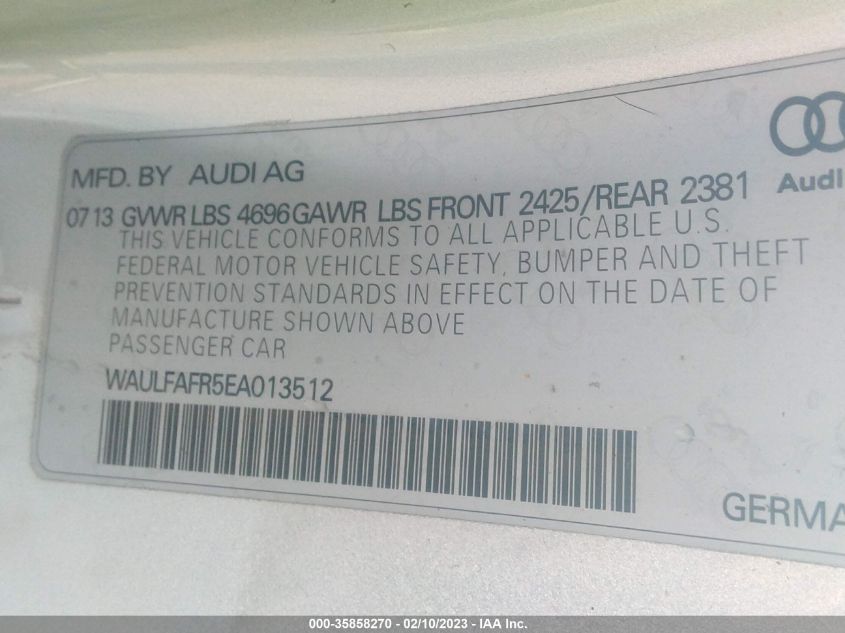 MFD. BY AUDI AG
Audi
0713 GVWR LBS 4696 GAWR LBS FRONT 2425/REAR 2381
THIS VEHICLE CONFORMS TO ALL APPLICABLE U.S.
FEDERAL MOTOR VEHICLE SAFETY, BUMPER AND THEFT
PREVENTION STANDARDS IN EFFECT ON THE DATE OF
MANUFACTURE SHOWN ABOVE
PASSENGER CAR
WAULFAFR5EA013512
GERMA
000-35858270 - 02/10/2023 - IAA Inc.